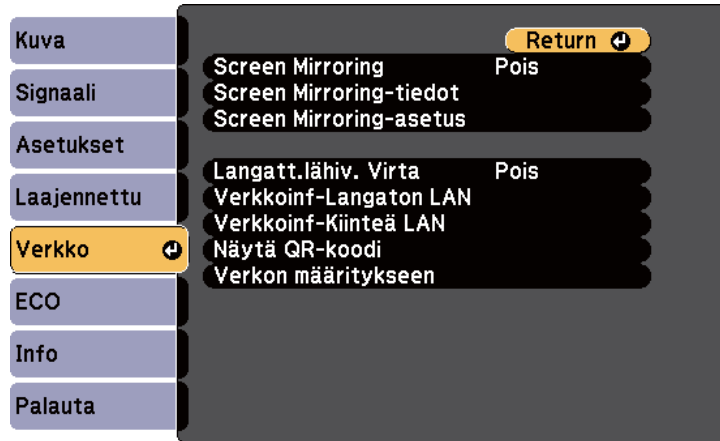 Kuva
Signaali
Asetukset
Laajennettu
Verkko
ECO
Info
Palauta
Return
Screen Mirroring Pois
Screen Mirroring-tiedot
Screen Mirroring-asetus
Langatt.lähiv. Virta Pois
Verkkoinf-Langaton LAN
Verkkoinf-Kiinteä LAN
Näytä QR-koodi
Verkon määritykseen